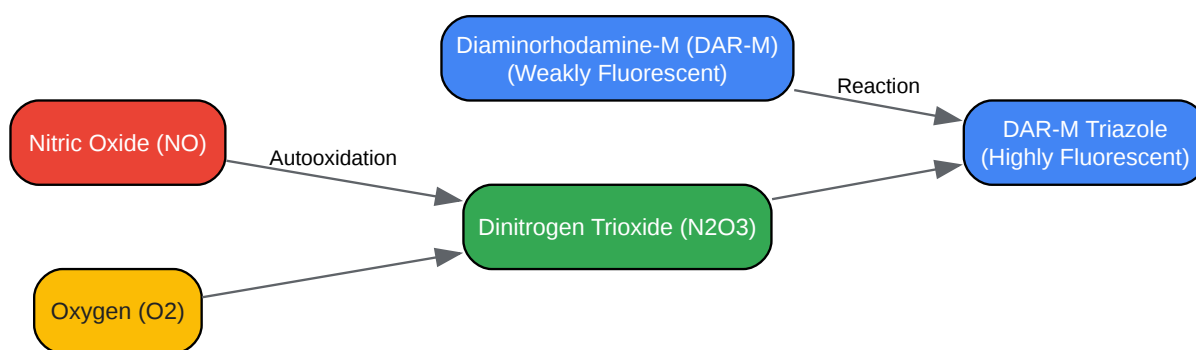 Diaminorhodamine-M (DAR-M)
(Weakly Fluorescent)
Reaction
DAR-M Triazole
(Highly Fluorescent)
Nitric Oxide (NO)
Autooxidation
Dinitrogen Trioxide (N2O3)
Oxygen (O2)